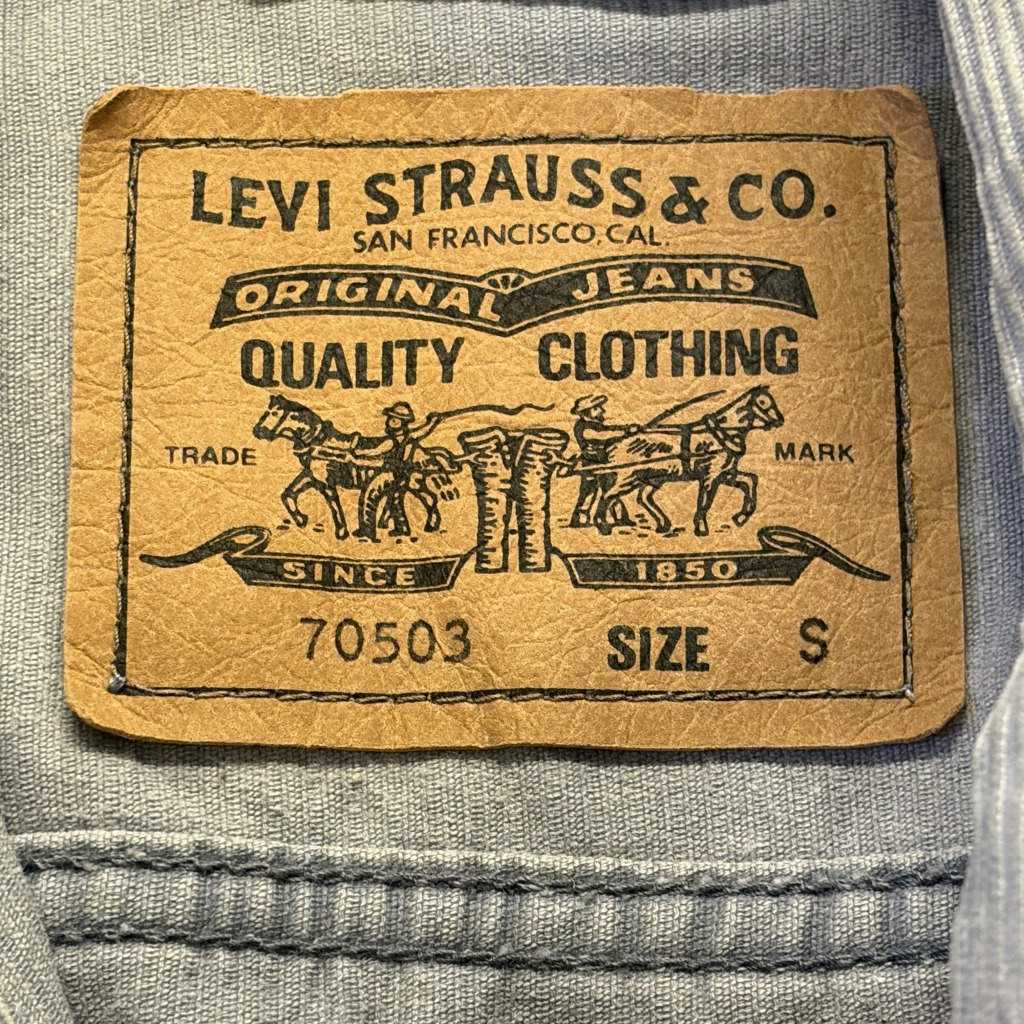 LEVI STRAUSS & CO.
SAN FRANCISCO, CAL.
ORIGINAL JEANS
QUALITY CLOTHING
TRADE MARK
SINCE 1850
70503 SIZE S